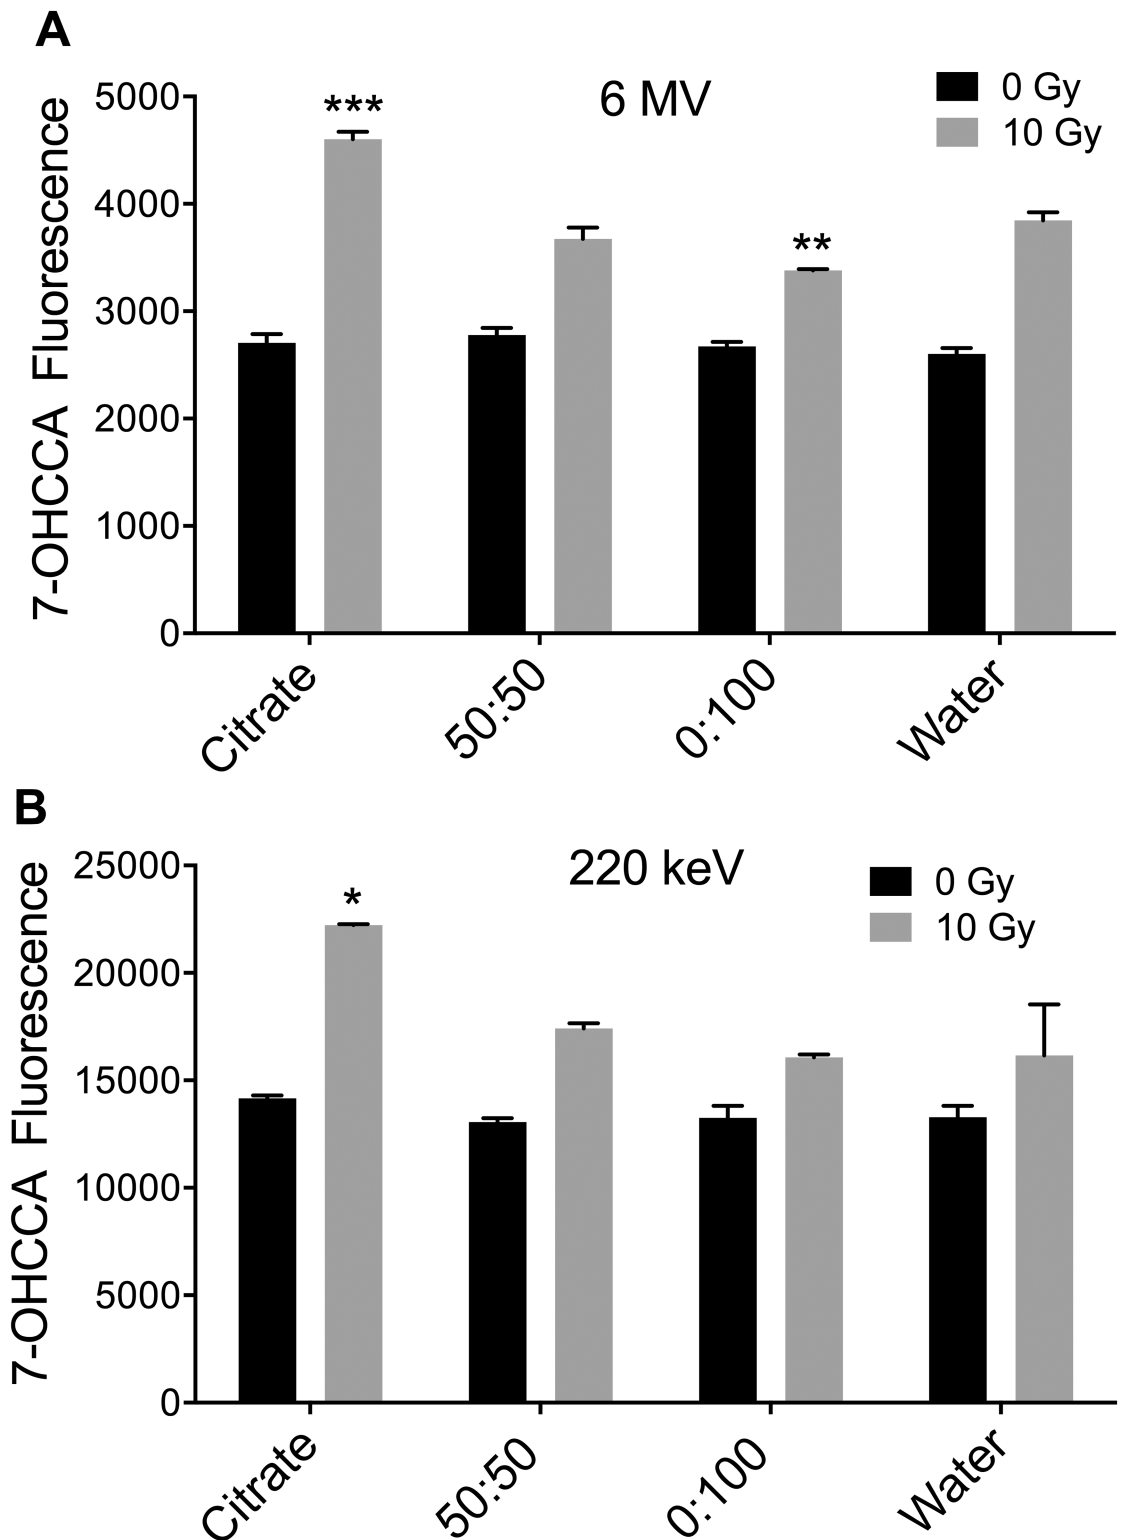 A
6 MV
0 Gy
10 Gy
7-OHCCA Fluorescence
5000
4000
3000
2000
1000
0
***
**
Citrate
50:50
0:100
Water
B
220 keV
0 Gy
10 Gy
7-OHCCA Fluorescence
25000
20000
15000
10000
5000
0
*
Citrate
50:50
0:100
Water